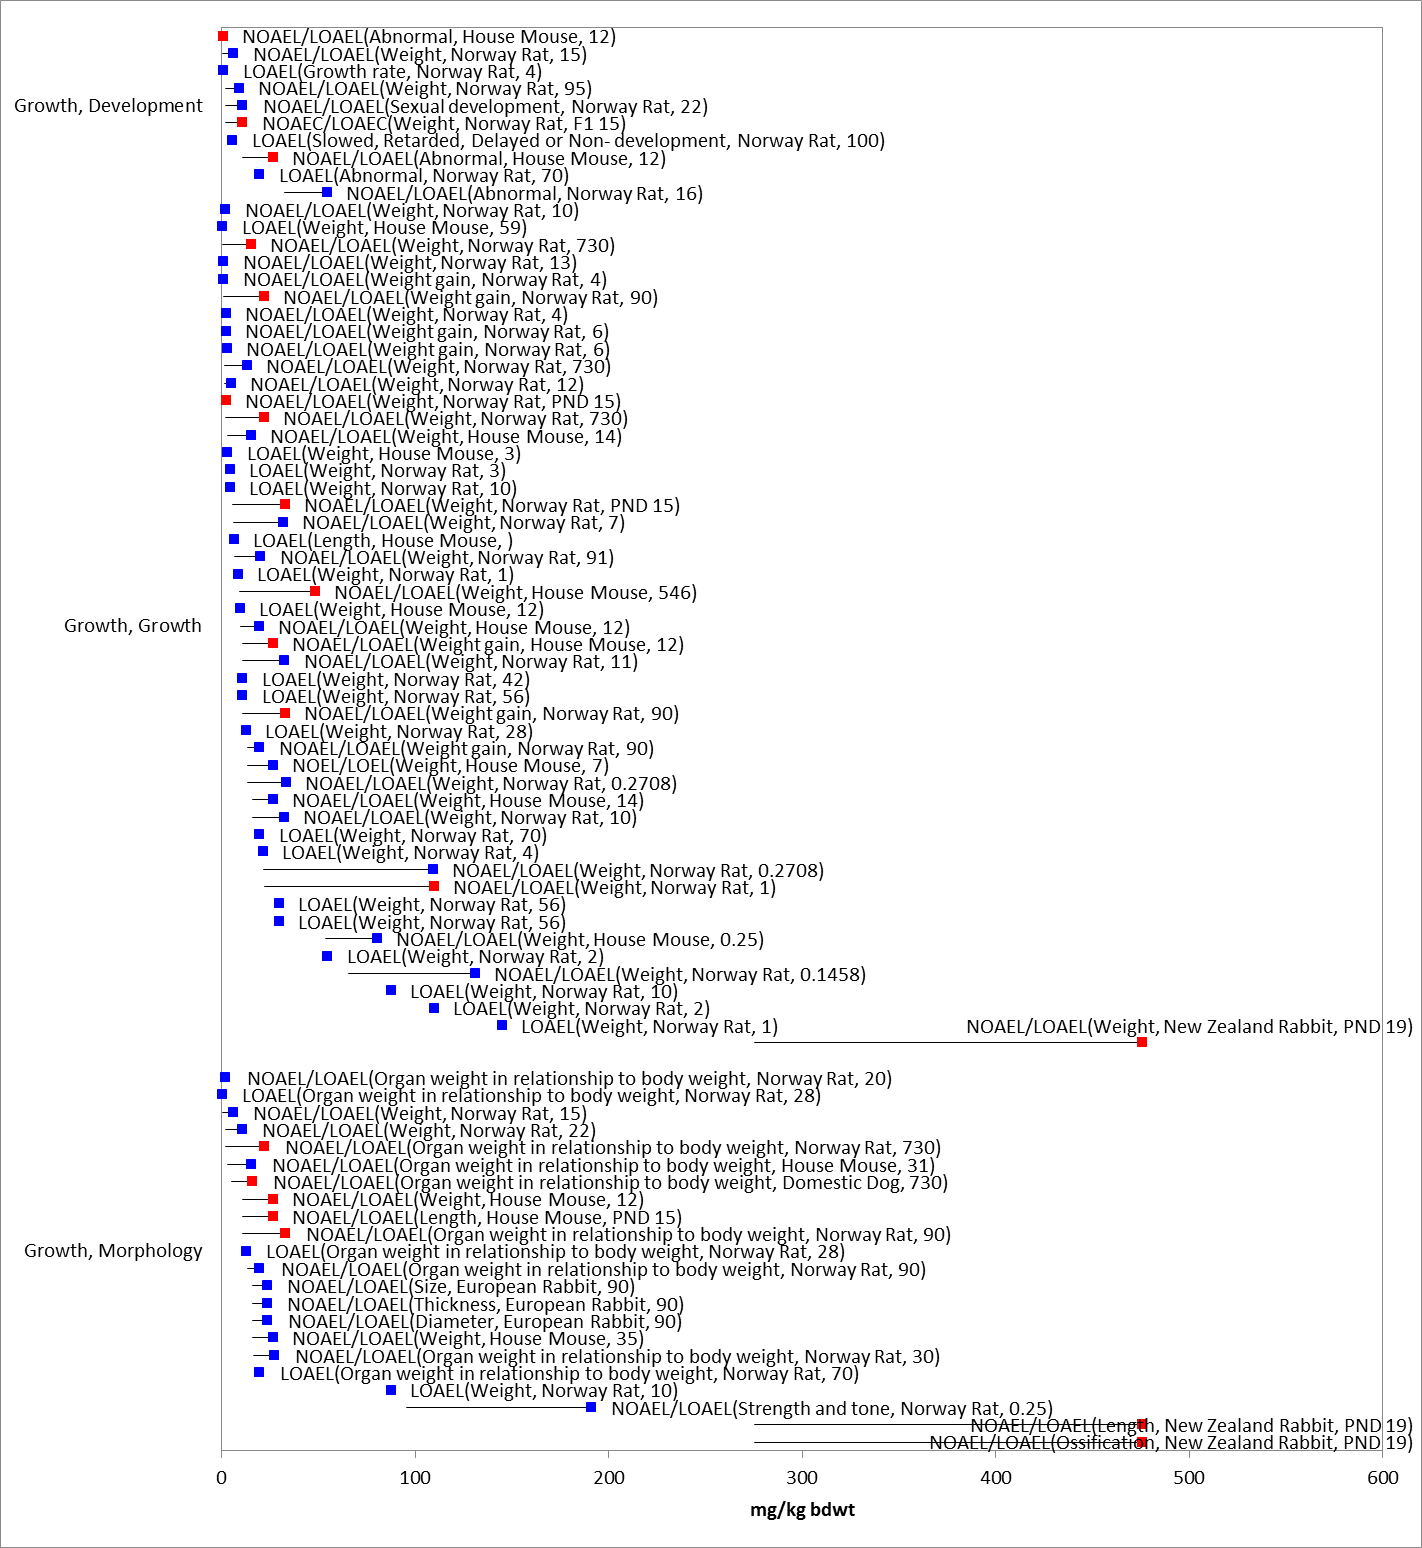 NOAEL/LOAEL(Abnormal, House Mouse, 12)
NOAEL/LOAEL(Weight, Norway Rat, 15)
LOAEL(Growth rate, Norway Rat, 4)
NOAEL/LOAEL(Weight, Norway Rat, 95)
Growth, Development
NOAEL/LOAEL(Sexual development, Norway Rat, 22)
NOAEC/LOAEC(Weight, Norway Rat, F1 15)
LOAEL(Slowed, Retarded, Delayed or Non- development, Norway Rat, 100)
NOAEL/LOAEL(Abnormal, House Mouse, 12)
LOAEL(Abnormal, Norway Rat, 70)
NOAEL/LOAEL(Abnormal, Norway Rat, 16)
NOAEL/LOAEL(Weight, Norway Rat, 10)
LOAEL(Weight, House Mouse, 59)
NOAEL/LOAEL(Weight, Norway Rat, 730)
NOAEL/LOAEL(Weight, Norway Rat, 13)
NOAEL/LOAEL(Weight gain, Norway Rat, 4)
NOAEL/LOAEL(Weight gain, Norway Rat, 90)
NOAEL/LOAEL(Weight, Norway Rat, 4)
NOAEL/LOAEL(Weight gain, Norway Rat, 6)
NOAEL/LOAEL(Weight gain, Norway Rat, 6)
NOAEL/LOAEL(Weight, Norway Rat, 730)
NOAEL/LOAEL(Weight, Norway Rat, 12)
NOAEL/LOAEL(Weight, Norway Rat, PND 15)
NOAEL/LOAEL(Weight, Norway Rat, 730)
NOAEL/LOAEL(Weight, House Mouse, 14)
LOAEL(Weight, House Mouse, 3)
LOAEL(Weight, Norway Rat, 3)
LOAEL(Weight, Norway Rat, 10)
NOAEL/LOAEL(Weight, Norway Rat, PND 15)
NOAEL/LOAEL(Weight, Norway Rat, 7)
LOAEL(Length, House Mouse, )
NOAEL/LOAEL(Weight, Norway Rat, 91)
LOAEL(Weight, Norway Rat, 1)
NOAEL/LOAEL(Weight, House Mouse, 546)
LOAEL(Weight, House Mouse, 12)
Growth, Growth
NOAEL/LOAEL(Weight, House Mouse, 12)
NOAEL/LOAEL(Weight gain, House Mouse, 12)
NOAEL/LOAEL(Weight, Norway Rat, 11)
LOAEL(Weight, Norway Rat, 42)
LOAEL(Weight, Norway Rat, 56)
NOAEL/LOAEL(Weight gain, Norway Rat, 90)
LOAEL(Weight, Norway Rat, 28)
NOAEL/LOAEL(Weight gain, Norway Rat, 90)
NOEL/LOEL(Weight, House Mouse, 7)
NOAEL/LOAEL(Weight, Norway Rat, 0.2708)
NOAEL/LOAEL(Weight, House Mouse, 14)
NOAEL/LOAEL(Weight, Norway Rat, 10)
LOAEL(Weight, Norway Rat, 70)
LOAEL(Weight, Norway Rat, 4)
NOAEL/LOAEL(Weight, Norway Rat, 0.2708)
NOAEL/LOAEL(Weight, Norway Rat, 1)
LOAEL(Weight, Norway Rat, 56)
LOAEL(Weight, Norway Rat, 56)
NOAEL/LOAEL(Weight, House Mouse, 0.25)
LOAEL(Weight, Norway Rat, 2)
NOAEL/LOAEL(Weight, Norway Rat, 0.1458)
LOAEL(Weight, Norway Rat, 10)
LOAEL(Weight, Norway Rat, 2)
LOAEL(Weight, Norway Rat, 1)
NOAEL/LOAEL(Weight, New Zealand Rabbit, PND 19)
NOAEL/LOAEL(Organ weight in relationship to body weight, Norway Rat, 20)
LOAEL(Organ weight in relationship to body weight, Norway Rat, 28)
NOAEL/LOAEL(Weight, Norway Rat, 15)
NOAEL/LOAEL(Weight, Norway Rat, 22)
NOAEL/LOAEL(Organ weight in relationship to body weight, Norway Rat, 730)
NOAEL/LOAEL(Organ weight in relationship to body weight, House Mouse, 31)
NOAEL/LOAEL(Organ weight in relationship to body weight, Domestic Dog, 730)
NOAEL/LOAEL(Weight, House Mouse, 12)
NOAEL/LOAEL(Length, House Mouse, PND 15)
NOAEL/LOAEL(Organ weight in relationship to body weight, Norway Rat, 90)
Growth, Morphology
LOAEL(Organ weight in relationship to body weight, Norway Rat, 28)
NOAEL/LOAEL(Organ weight in relationship to body weight, Norway Rat, 90)
NOAEL/LOAEL(Size, European Rabbit, 90)
NOAEL/LOAEL(Thickness, European Rabbit, 90)
NOAEL/LOAEL(Diameter, European Rabbit, 90)
NOAEL/LOAEL(Weight, House Mouse, 35)
NOAEL/LOAEL(Organ weight in relationship to body weight, Norway Rat, 30)
LOAEL(Organ weight in relationship to body weight, Norway Rat, 70)
LOAEL(Weight, Norway Rat, 10)
NOAEL/LOAEL(Strength and tone, Norway Rat, 0.25)
NOAEL/LOAEL(Length, New Zealand Rabbit, PND 19)
NOAEL/LOAEL(Ossification, New Zealand Rabbit, PND 19)
0 100 200 300 400 500 600
mg/kg bdwt